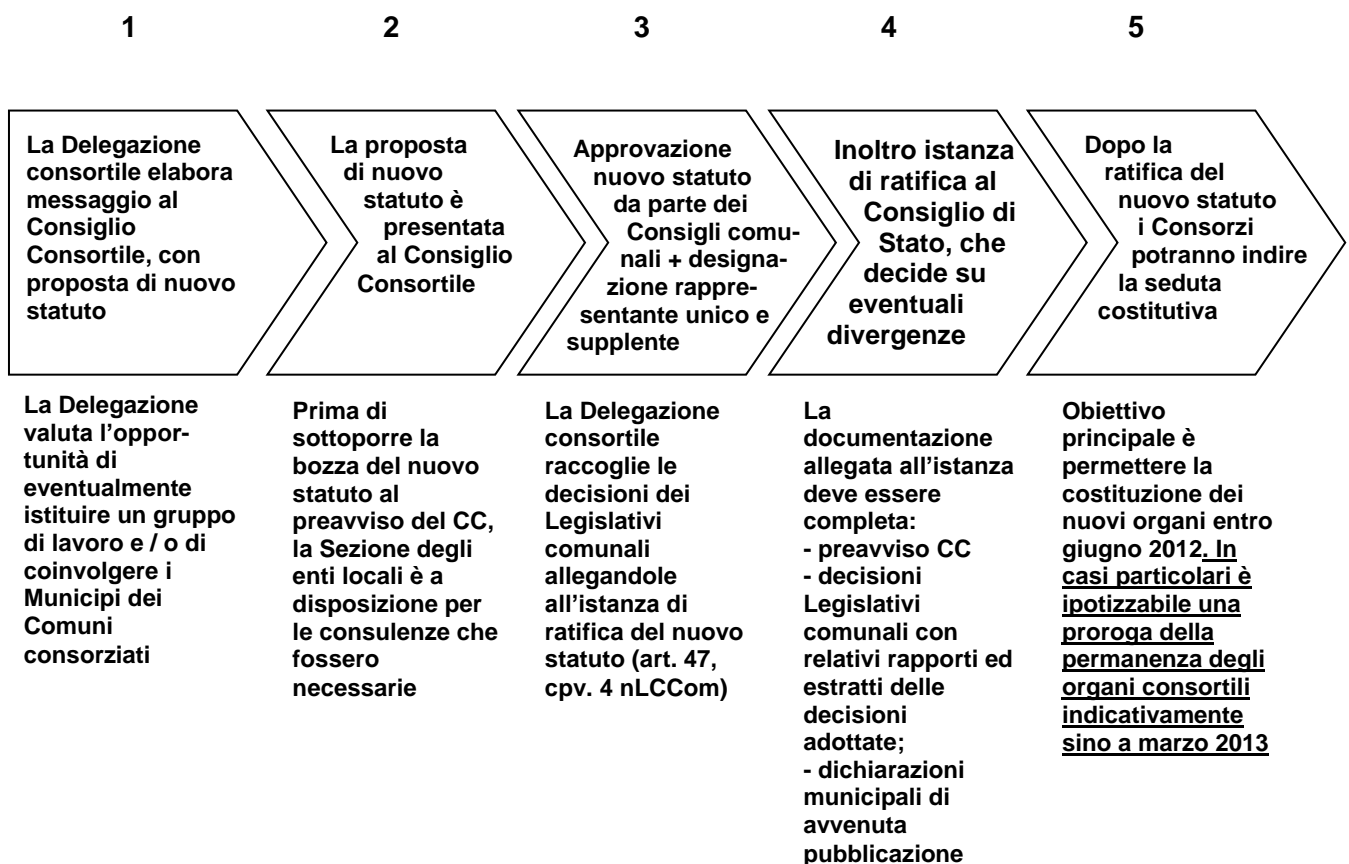 1
2
3
4
5
La Delegazione
consortile elabora
messaggio al
Consiglio
Consortile, con
proposta di nuovo
statuto
La proposta
di nuovo
statuto è
presentata
al Consiglio
Consortile
Approvazione
nuovo statuto
da parte dei
Consigli comu-
nali + designa-
zione rappre-
sentante unico e
supplente
Inoltro istanza
di ratifica al
Consiglio di
Stato, che
decide su
eventuali
divergenze
Dopo la
ratifica del
nuovo statuto
i Consorzi
potranno indire
la seduta
costitutiva
La Delegazione
valuta l’oppor-
tunità di
eventualmente
istituire un gruppo
di lavoro e / o di
coinvolgere i
Municipi dei
Comuni
consorziati
Prima di
sottoporre la
bozza del nuovo
statuto al
preavviso del CC,
la Sezione degli
enti locali è a
disposizione per
le consulenze che
fossero
necessarie
La Delegazione
consortile
raccoglie le
decisioni dei
Legislativi
comunali
allegandole
all’istanza di
ratifica del nuovo
statuto (art. 47,
cpv. 4 nLCCom)
La
documentazione
allegata all’istanza
deve essere
completa:
- preavviso CC
- decisioni
Legislativi
comunali con
relativi rapporti ed
estratti delle
decisioni
adottate;
- dichiarazioni
municipali di
avvenuta
pubblicazione
Obiettivo
principale è
permettere la
costituzione dei
nuovi organi entro
giugno 2012. In
casi particolari è
ipotizzabile una
proroga della
permanenza degli
organi consortili
indicativamente
sino a marzo 2013